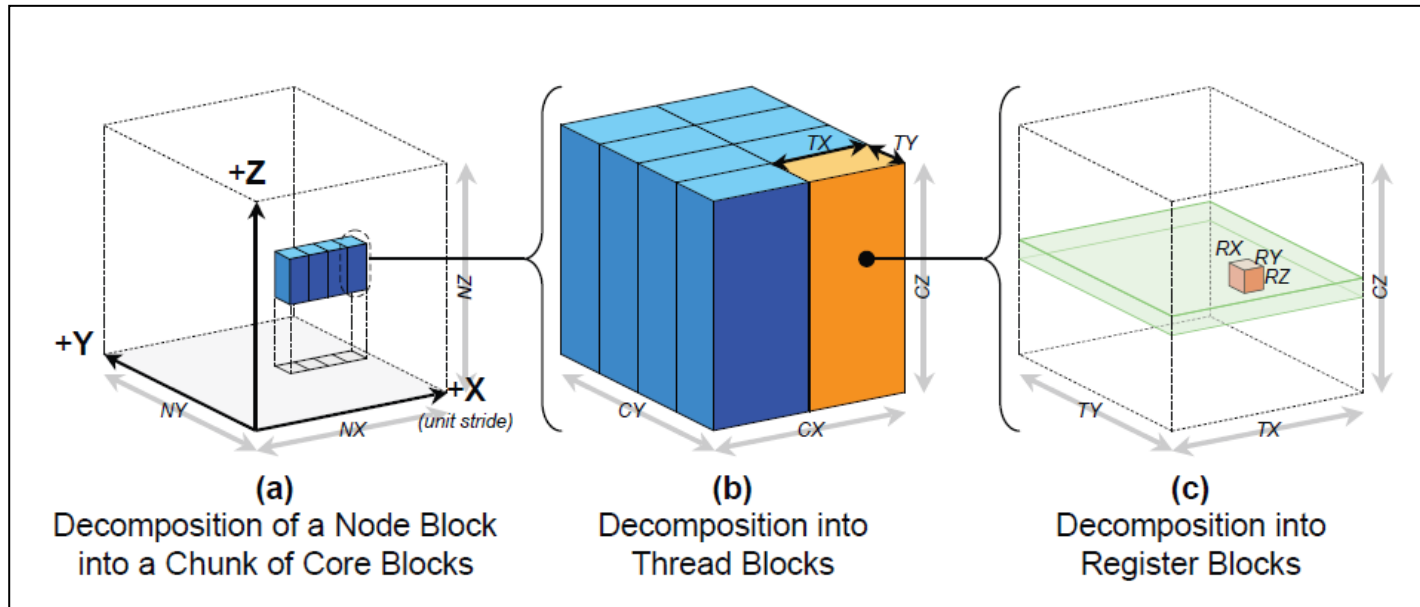 +Z
+Y
+X
(unit stride)
NY
NX
NZ
TX
TY
CZ
CY
CX
RX
RY
RZ
CZ
TY
TX
(a)
Decomposition of a Node Block
into a Chunk of Core Blocks
(b)
Decomposition into
Thread Blocks
(c)
Decomposition into
Register Blocks